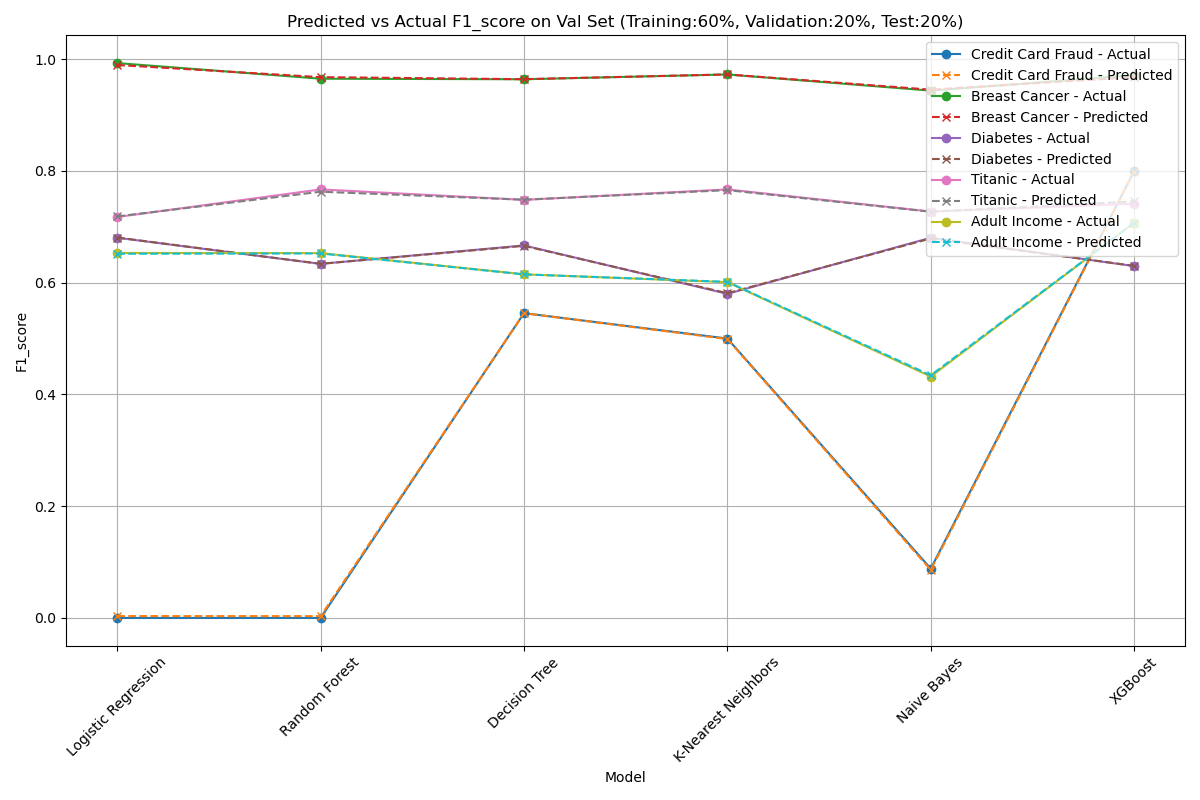 Predicted vs Actual F1_score on Val Set (Training:60%, Validation:20%, Test:20%)
Credit Card Fraud - Actual
Credit Card Fraud - Predicted
Breast Cancer - Actual
Breast Cancer - Predicted
Diabetes - Actual
Diabetes - Predicted
Titanic - Actual
Titanic - Predicted
Adult Income - Actual
Adult Income - Predicted
F1_score
1.0
0.8
0.6
0.4
0.2
0.0
Logistic Regression
Random Forest
Decision Tree
K-Nearest Neighbors
Naive Bayes
XGBoost
Model